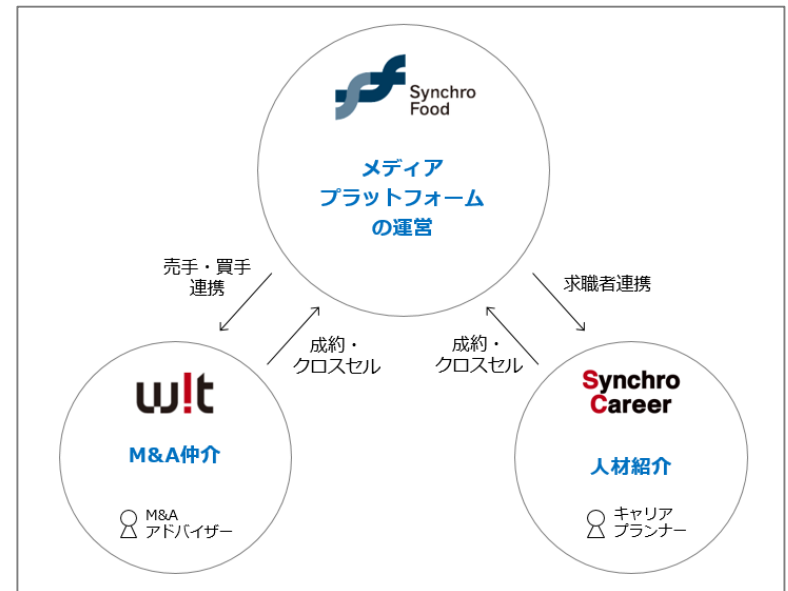 Synchro
Food
メディア
プラットフォーム
の運営
売手・買手
連携
求職者連携
成約・
クロスセル
成約・
クロスセル
w!t
M&A仲介
M&A
アドバイザー
Synchro
Career
人材紹介
キャリア
プランナー